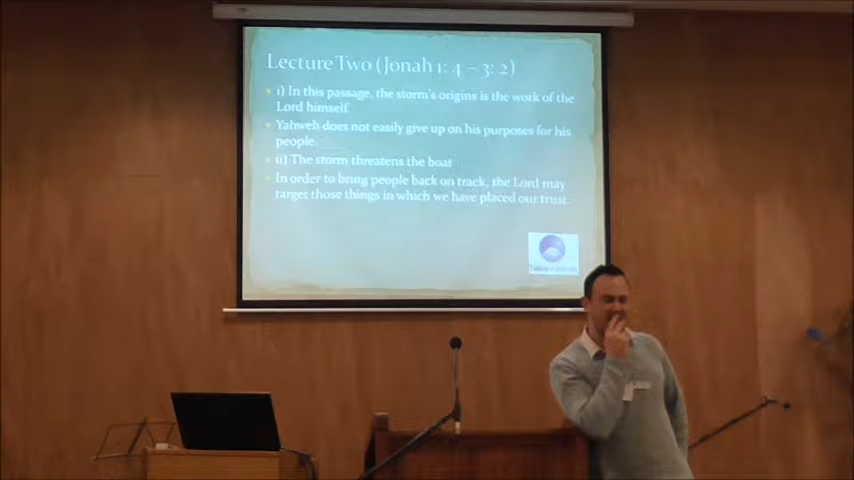 Lecture Two (Jonah 1: 4 – 3: 2)
i) In this passage, the storm's origins is the work of the
Lord himself.
Yahweh does not easily give up on his purposes for his
people.
ii) The storm threatens the boat
In order to bring people back on track, the Lord may
target those things in which we have placed our trust.